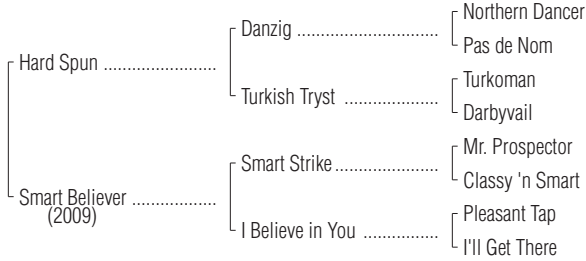 Northern Dancer
Danzig ..............................
Pas de Nom
Hard Spun ........................
Turkoman
Turkish Tryst ....................
Darbyvail
Mr. Prospector
Smart Strike......................
Classy 'n Smart
Smart Believer ..................
(2009)
Pleasant Tap
I Believe in You ................
I'll Get There